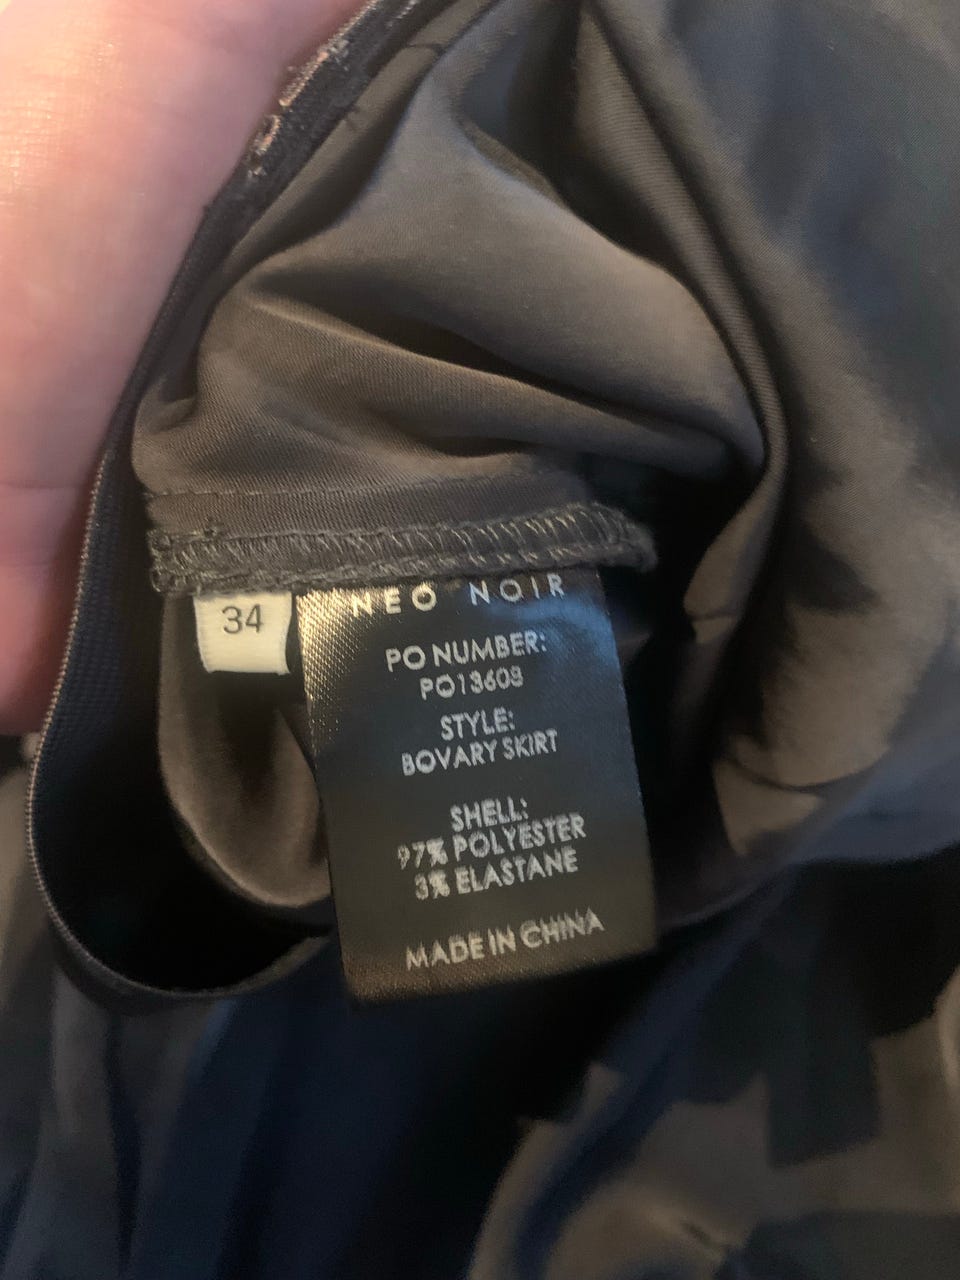 34
NEO NOIR
PO NUMBER:
PO13608
STYLE:
BOVARY SKIRT
SHELL:
97% POLYESTER
3% ELASTANE
MADE IN CHINA